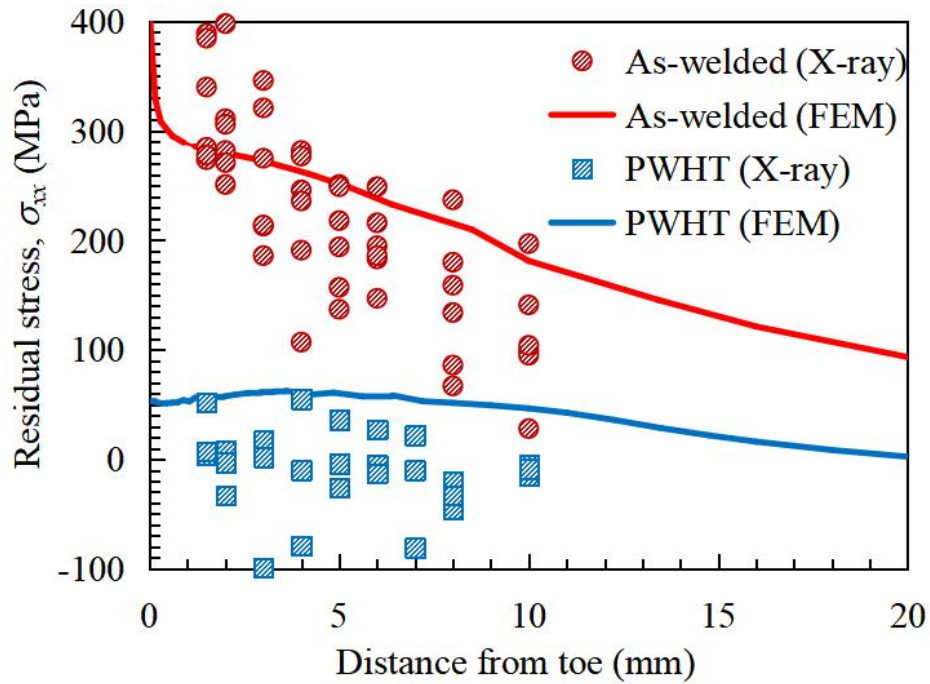 400
300
200
100
0
-100
0
5
10
15
20
Residual stress, σxx (MPa)
Distance from toe (mm)
As-welded (X-ray)
As-welded (FEM)
PWHT (X-ray)
PWHT (FEM)